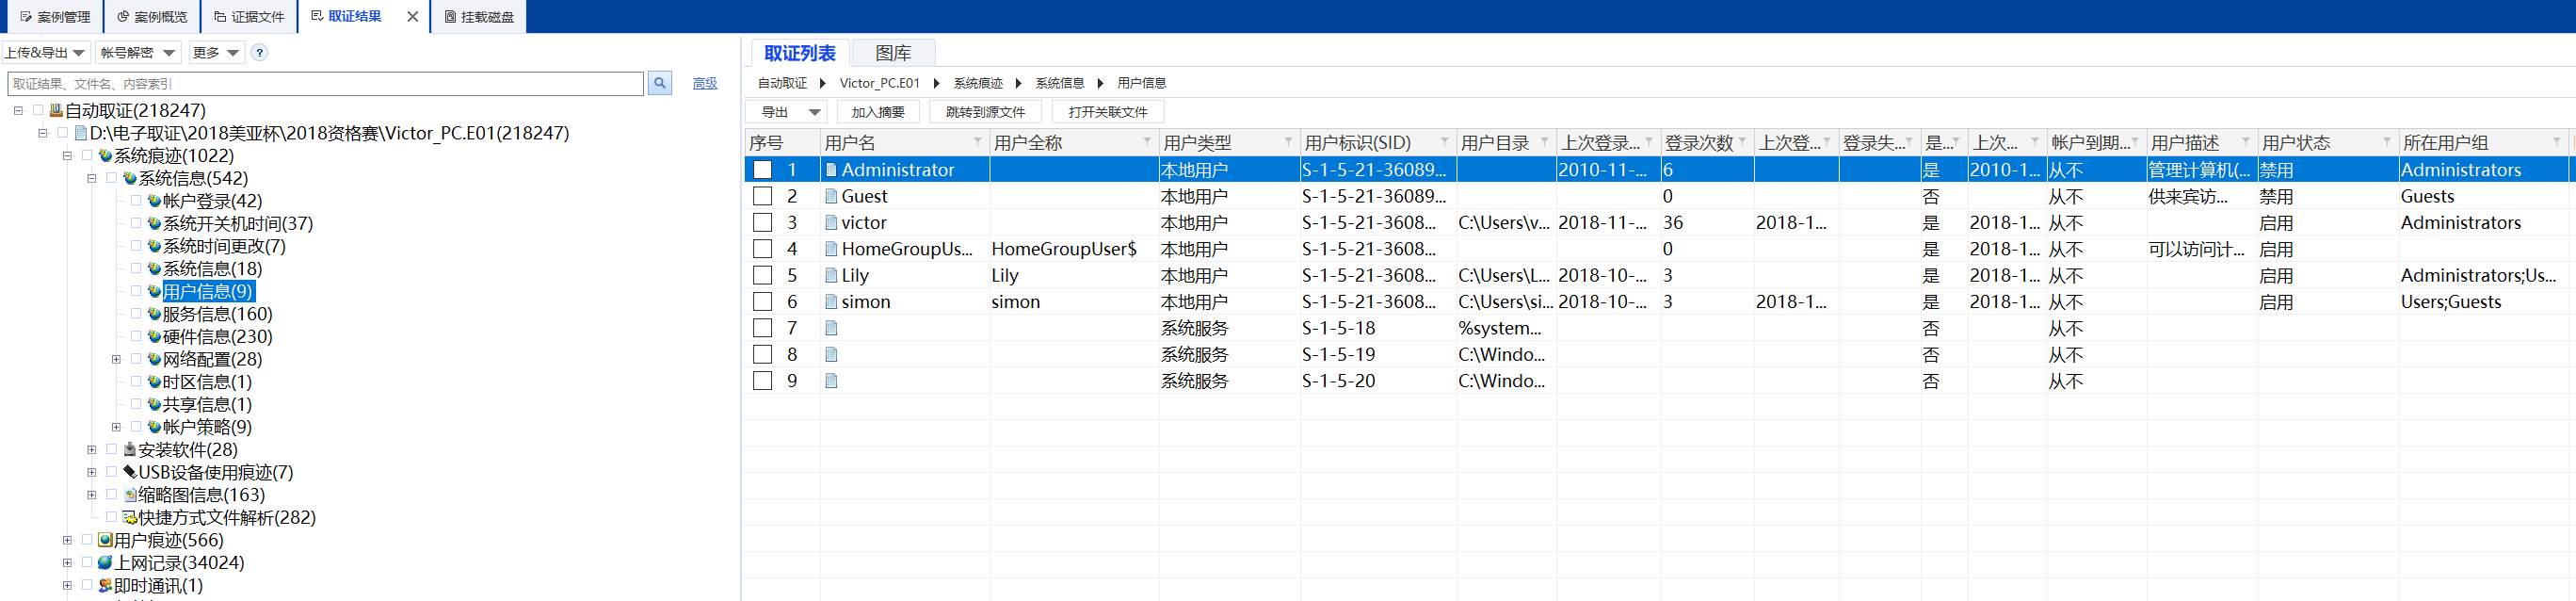 案例管理
案例概览
证据文件
取证结果
挂载磁盘
上传&导出
帐号解密
更多
?
取证结果、文件名、内容索引
高级
自动取证(218247)
D:\电子取证\2018美亚杯\2018资格赛\Victor_PC.E01(218247)
系统痕迹(1022)
系统信息(542)
帐户登录(42)
系统开关机时间(37)
系统时间更改(7)
系统信息(18)
用户信息(9)
服务信息(160)
硬件信息(230)
网络配置(28)
时区信息(1)
共享信息(1)
帐户策略(9)
安装软件(28)
USB设备使用痕迹(7)
缩略图信息(163)
快捷方式文件解析(282)
用户痕迹(566)
上网记录(34024)
即时通讯(1)
取证列表 图库
自动取证 Victor_PC.E01 系统痕迹 系统信息 用户信息
导出 加入摘要 跳转到源文件 打开关联文件
序号 用户名 用户全称 用户类型 用户标识(SID) 用户目录 上次登录... 登录次数 上次登... 登录失... 是... 上次... 帐户到期... 用户描述 用户状态 所在用户组
1 Administrator 本地用户 S-1-5-21-36089... 2010-11-... 6 是 2010-1... 从不 管理计算机(... 禁用 Administrators
2 Guest 本地用户 S-1-5-21-36089... 0 否 从不 供来宾访... 禁用 Guests
3 victor 本地用户 S-1-5-21-3608... C:\Users\v... 2018-11-... 36 2018-1... 是 2018-1... 从不 启用 Administrators
4 HomeGroupUs... HomeGroupUser$ 本地用户 S-1-5-21-3608... 0 是 2018-1... 从不 可以访问计... 启用
5 Lily Lily 本地用户 S-1-5-21-3608... C:\Users\L... 2018-10-... 3 是 2018-1... 从不 启用 Administrators;Us...
6 simon simon 本地用户 S-1-5-21-3608... C:\Users\si... 2018-10-... 3 2018-1... 是 2018-1... 从不 启用 Users;Guests
7 系统服务 S-1-5-18 %system... 否 从不
8 系统服务 S-1-5-19 C:\Windo... 否 从不
9 系统服务 S-1-5-20 C:\Windo... 否 从不